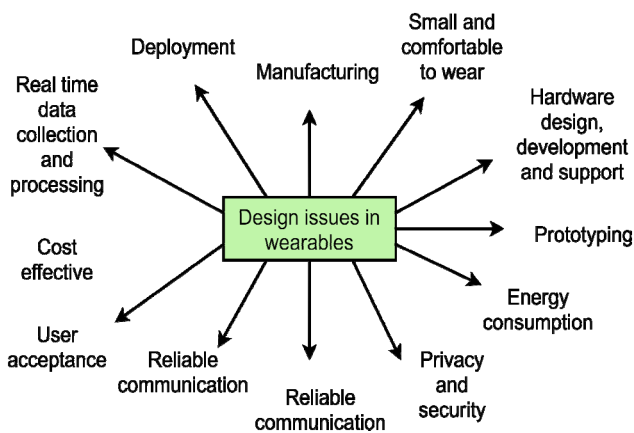 Deployment
Manufacturing
Small and
comfortable
to wear
Real time
data
collection
and
processing
Hardware
design,
development
and support
Design issues in
wearables
Prototyping
Cost
effective
Energy
consumption
User
acceptance
Reliable
communication
Reliable
communication
Privacy
and
security